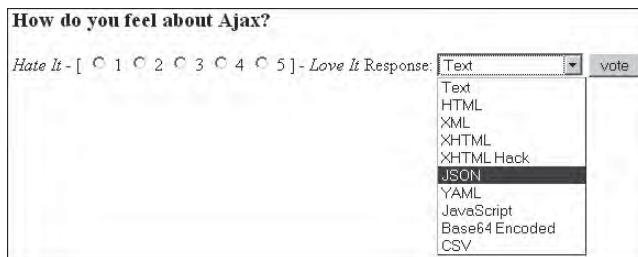 How do you feel about Ajax?
Hate It - [ 1 2 3 4 5 ] - Love It Response: Text vote
Text
HTML
XML
XHTML
XHTML Hack
JSON
YAML
JavaScript
Base64 Encoded
CSV